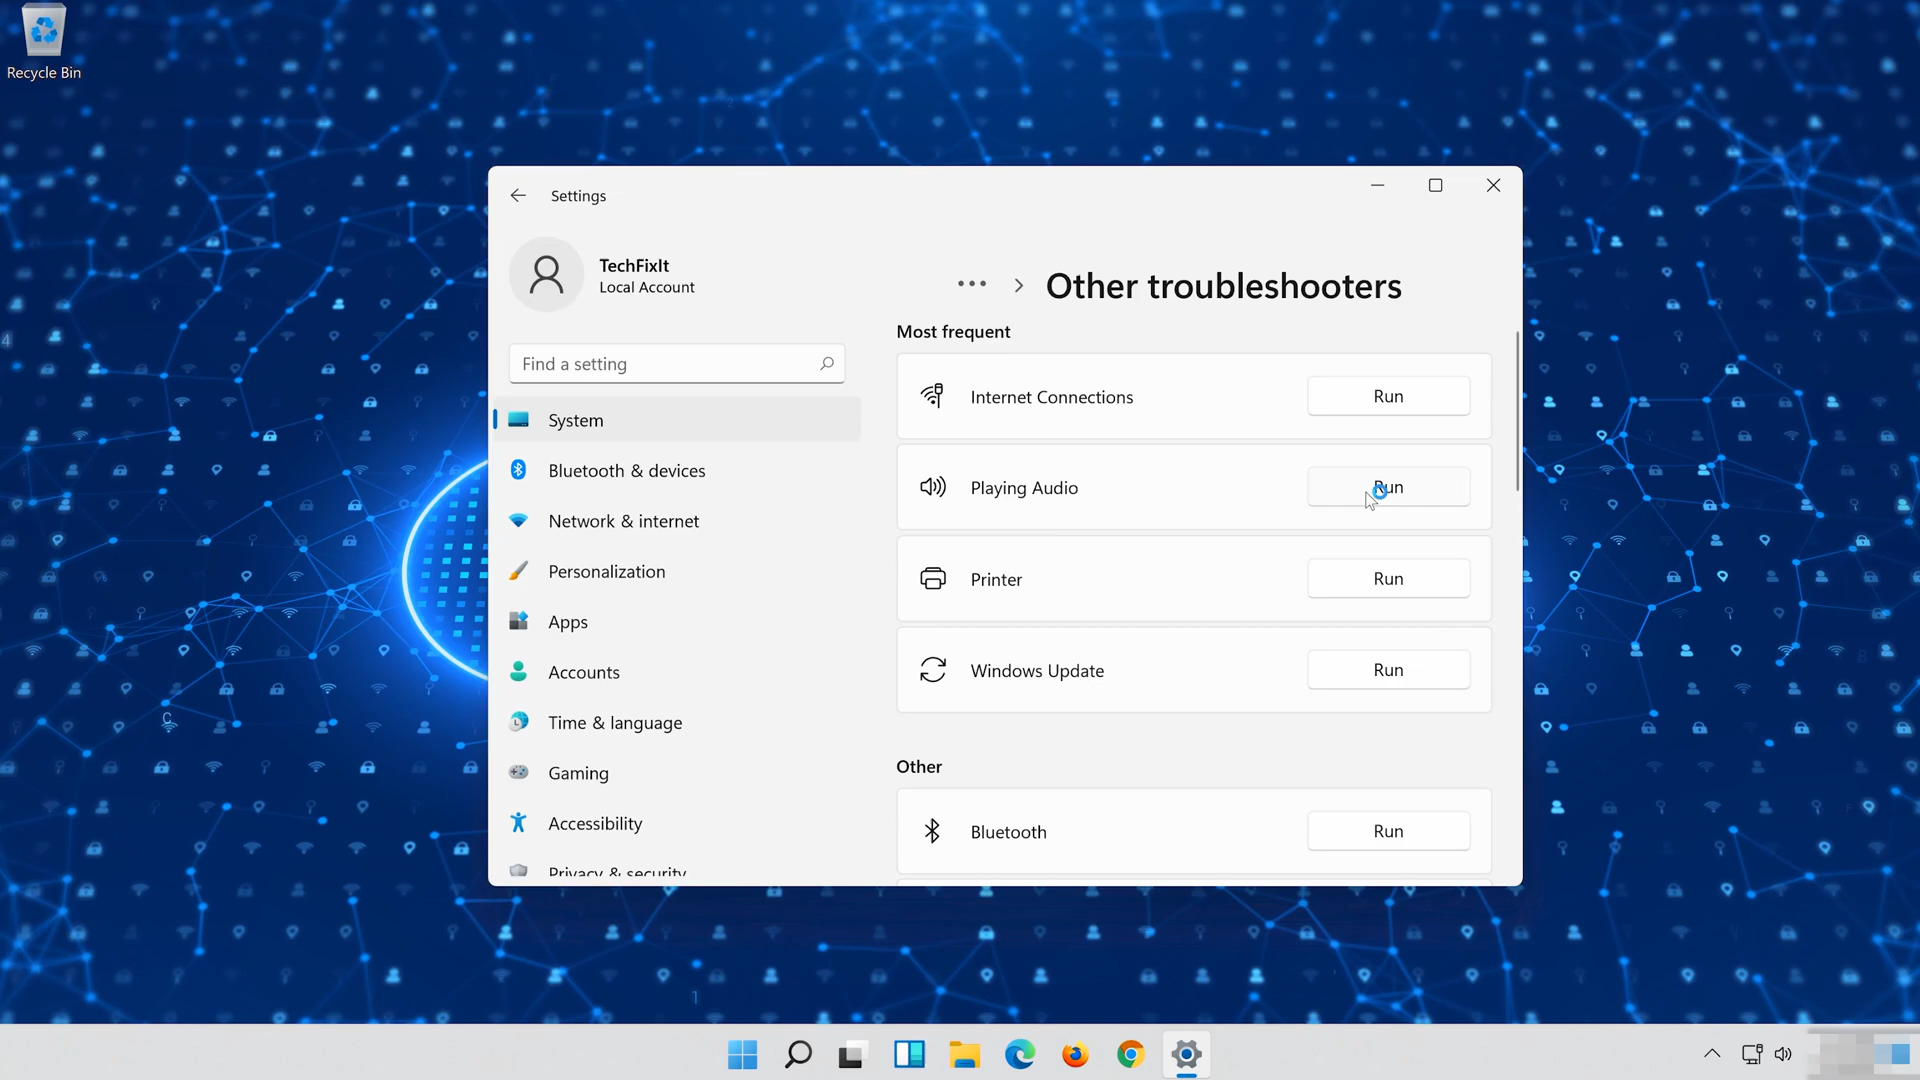 Recycle Bin
Settings
TechFixIt
Local Account
Find a setting
System
Bluetooth & devices
Network & internet
Personalization
Apps
Accounts
Time & language
Gaming
Accessibility
Privacy & security
••• > Other troubleshooters
Most frequent
Internet Connections Run
Playing Audio Run
Printer Run
Windows Update Run
Other
Bluetooth Run